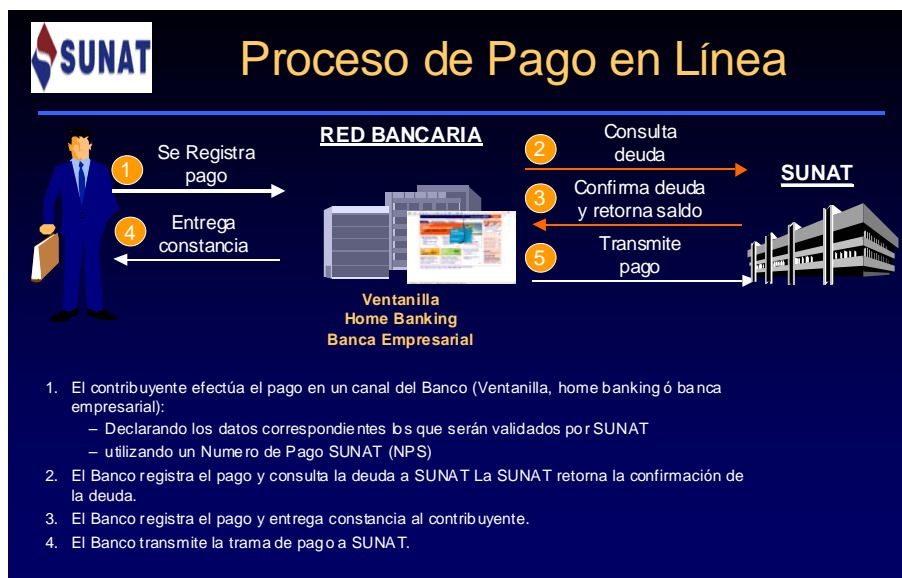 SUNAT
Proceso de Pago en Línea
RED BANCARIA
1
Se Registra
pago
4
Entrega
constancia
2
Consulta
deuda
3
Confirma deuda
y retorna saldo
5
Transmite
pago
SUNAT
Ventanilla
Home Banking
Banca Empresarial
1. El contribuyente efectúa el pago en un canal del Banco (Ventanilla, home banking ó banca
empresarial):
– Declarando los datos correspondientes los que serán validados por SUNAT
– utilizando un Numero de Pago SUNAT (NPS)
2. El Banco registra el pago y consulta la deuda a SUNAT La SUNAT retorna la confirmación de
la deuda.
3. El Banco registra el pago y entrega constancia al contribuyente.
4. El Banco transmite la trama de pago a SUNAT.